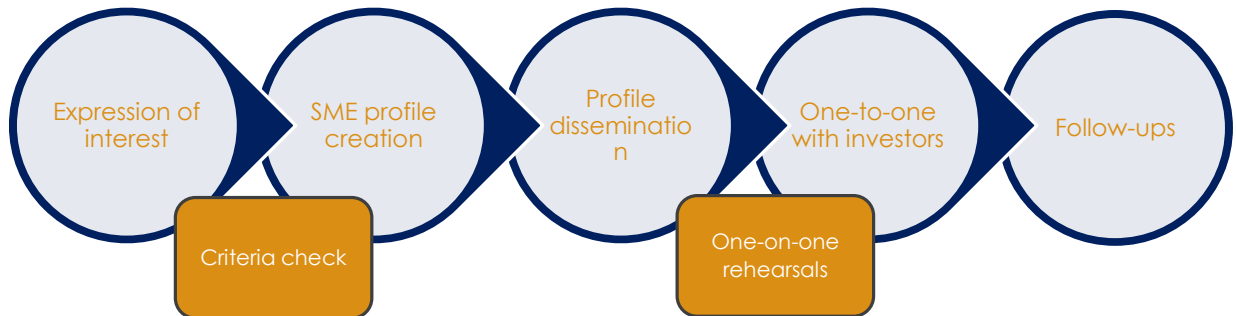 Expression of
interest
SME profile
creation
Profile
disseminatio
n
One-to-one
with investors
Follow-ups
Criteria check
One-on-one
rehearsals